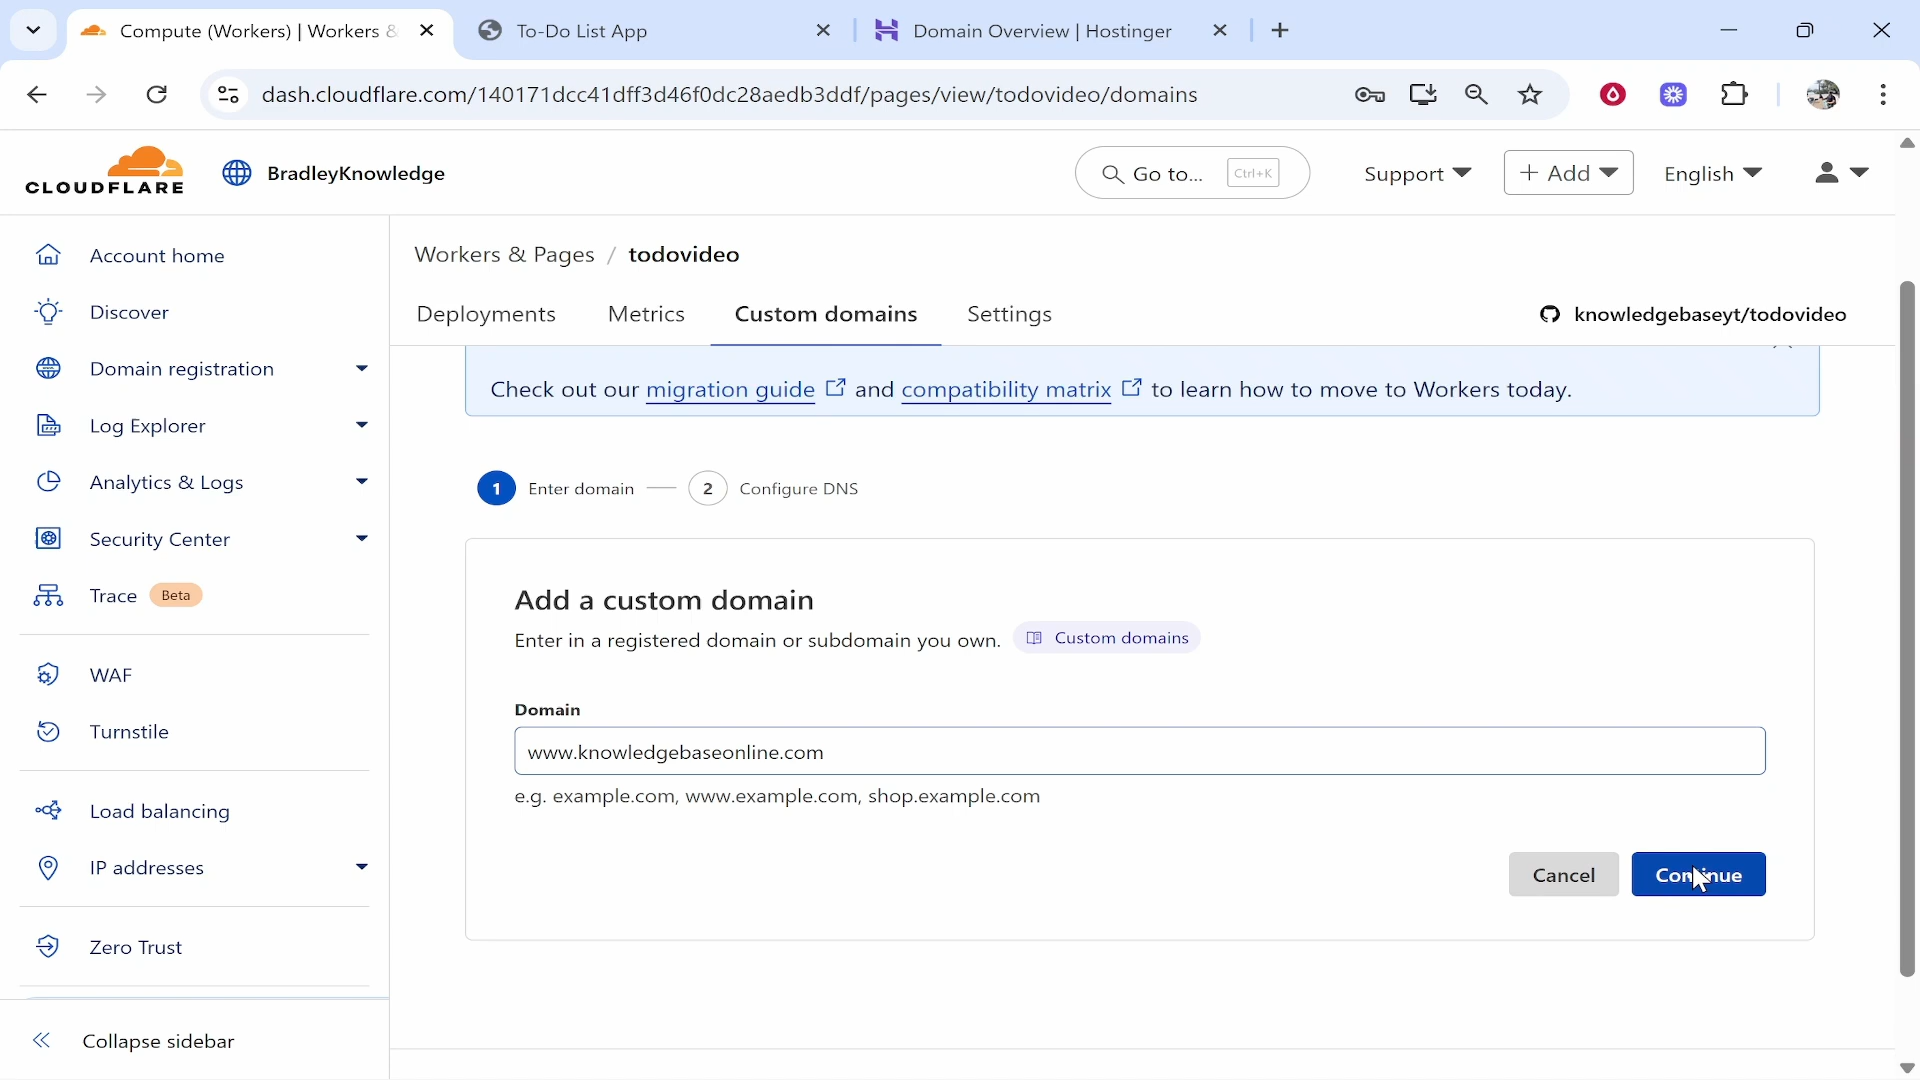 Compute (Workers) | Workers &
To-Do List App
Domain Overview | Hostinger
dash.cloudflare.com/140171dcc41dff3d46f0dc28aedb3ddf/pages/view/todovideo/domains
CLOUDFLARE
BradleyKnowledge
Go to...
Ctrl+K
Support
Add
English
Account home
Discover
Domain registration
Log Explorer
Analytics & Logs
Security Center
Trace Beta
WAF
Turnstile
Load balancing
IP addresses
Zero Trust
Collapse sidebar
Workers & Pages / todovideo
Deployments
Metrics
Custom domains
Settings
knowledgebaseyt/todovideo
Check out our migration guide and compatibility matrix to learn how to move to Workers today.
1 Enter domain
2 Configure DNS
Add a custom domain
Enter in a registered domain or subdomain you own.
Custom domains
Domain
www.knowledgebaseonline.com
e.g. example.com, www.example.com, shop.example.com
Cancel
Continue